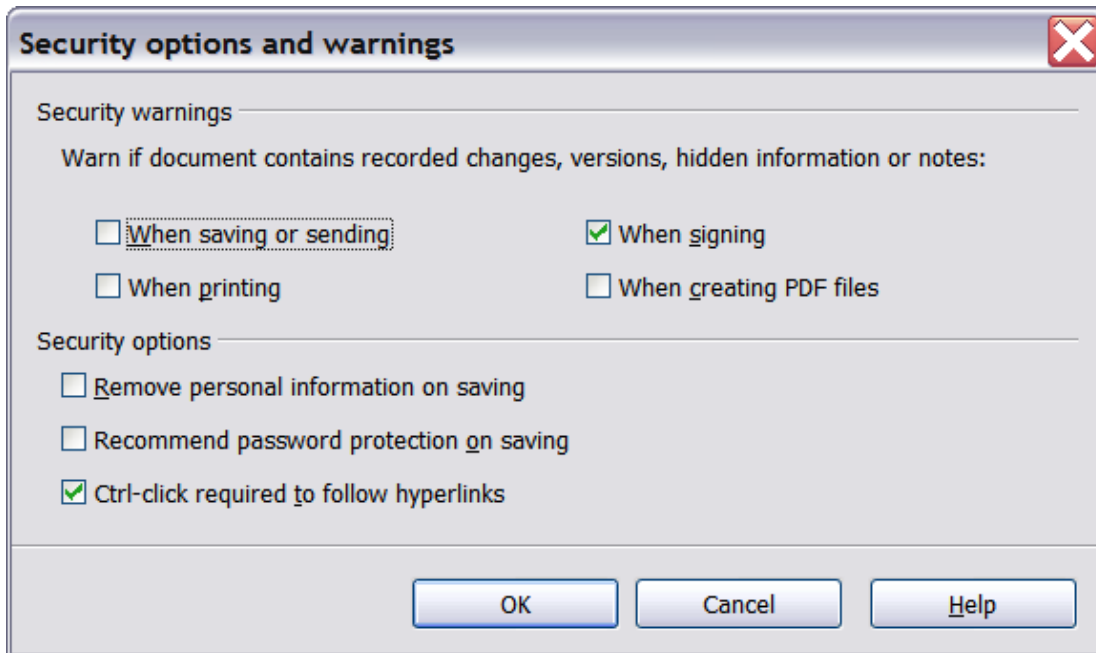 Security options and warnings
Security warnings
Warn if document contains recorded changes, versions, hidden information or notes:
When saving or sending
When signing
When printing
When creating PDF files
Security options
Remove personal information on saving
Recommend password protection on saving
Ctrl-click required to follow hyperlinks
OK
Cancel
Help